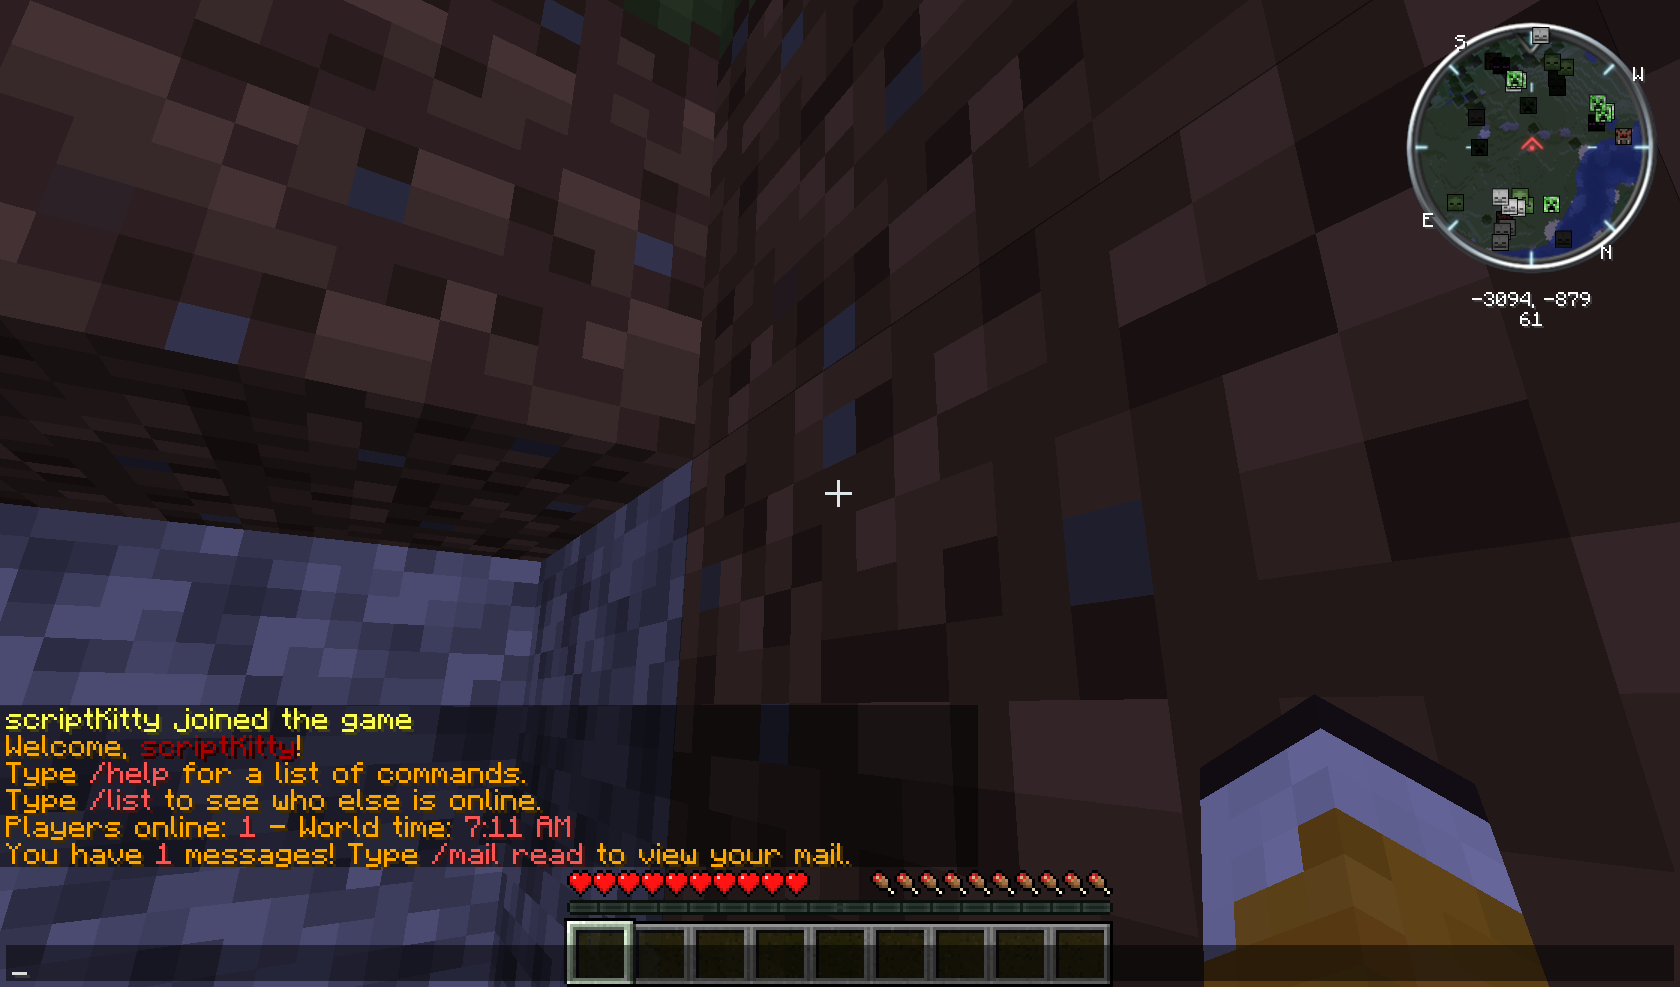 S
W
E
N
-3094, -879
61
scriptKitty joined the game
Welcome, scriptKitty!
Type /help for a list of commands.
Type /list to see who else is online.
Players online: 1 - World time: 7:11 AM
You have 1 messages! Type /mail read to view your mail.
_